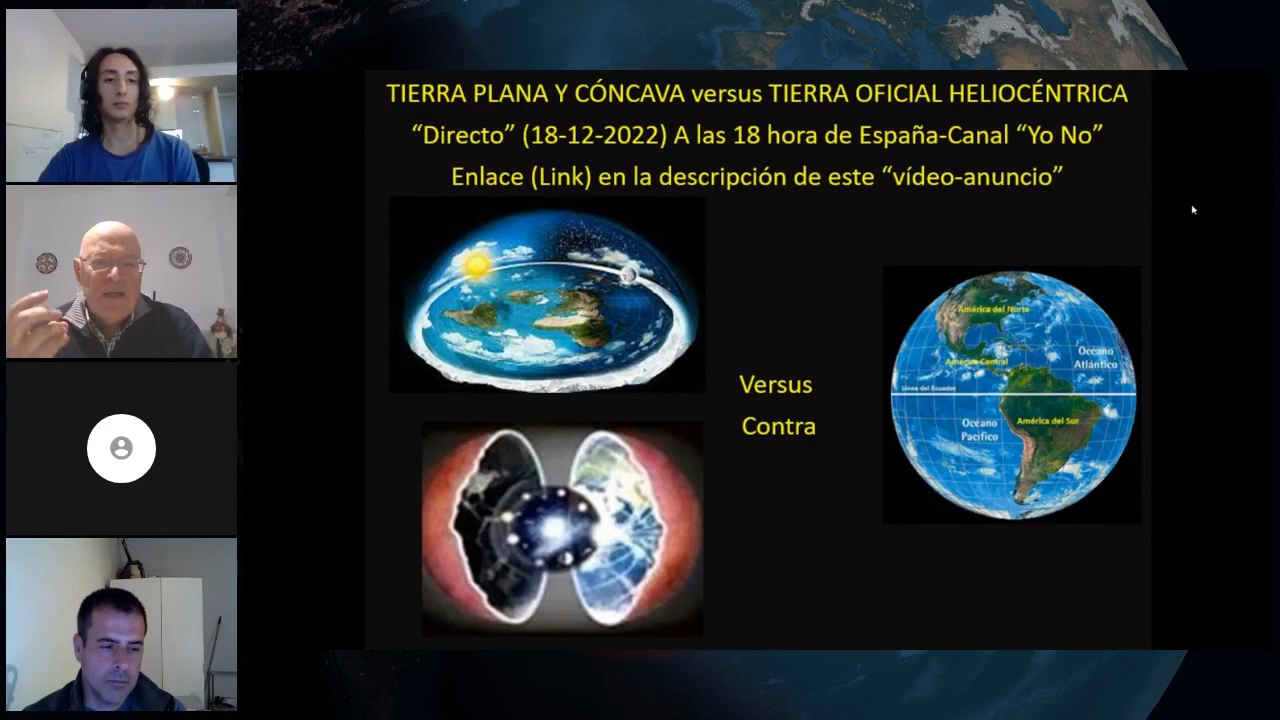 TIERRA PLANA Y CÓNCAVA versus TIERRA OFICIAL HELIOCÉNTRICA
“Directo” (18-12-2022) A las 18 hora de España-Canal “Yo No”
Enlace (Link) en la descripción de este “vídeo-anuncio”
Versus
Contra
América del Norte
Océano
Atlántico
América Central
Línea del Ecuador
América del Sur
Océano
Pacífico